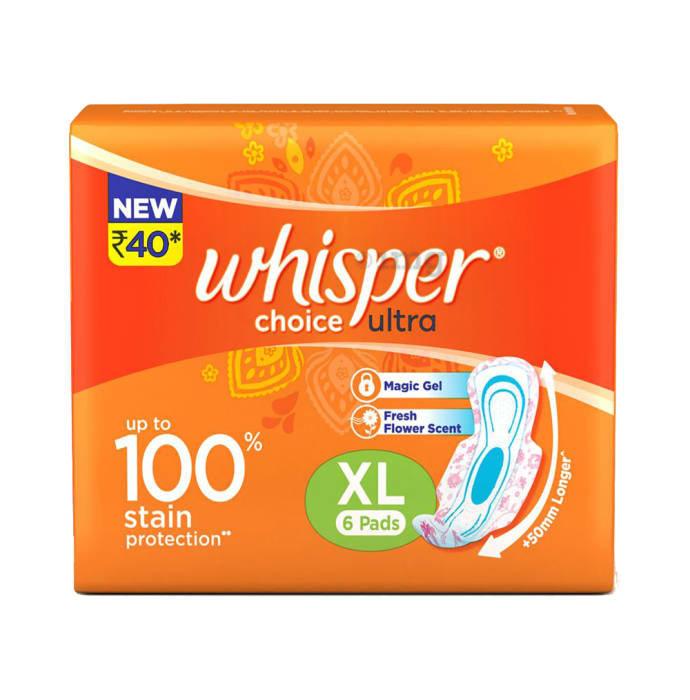 NEW
₹40*
whisper®
choice ultra
Magic Gel
Fresh
Flower Scent
up to
100%
stain
protection**
XL
6 Pads
+50mm Longer^